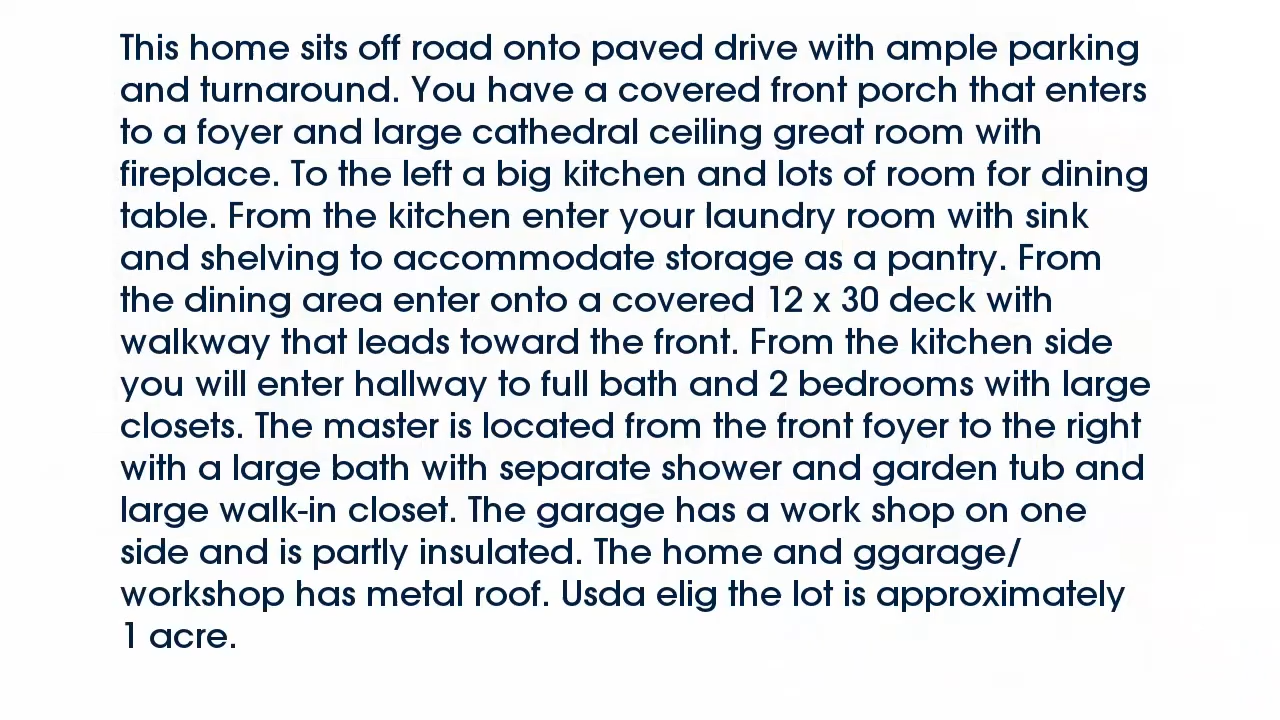 This home sits off road onto paved drive with ample parking
and turnaround. You have a covered front porch that enters
to a foyer and large cathedral ceiling great room with
fireplace. To the left a big kitchen and lots of room for dining
table. From the kitchen enter your laundry room with sink
and shelving to accommodate storage as a pantry. From
the dining area enter onto a covered 12 x 30 deck with
walkway that leads toward the front. From the kitchen side
you will enter hallway to full bath and 2 bedrooms with large
closets. The master is located from the front foyer to the right
with a large bath with separate shower and garden tub and
large walk-in closet. The garage has a work shop on one
side and is partly insulated. The home and ggarage/
workshop has metal roof. Usda elig the lot is approximately
1 acre.